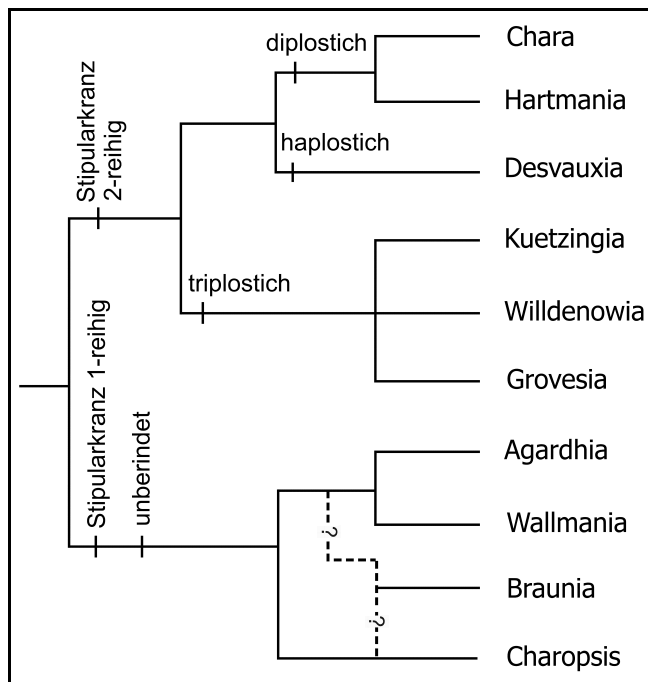 diplostich
Chara
Hartmania
haplostich
Desvauxia
Stipularkranz
2-reihig
Kuetzingia
triplostich
Willdenowia
Grovesia
Stipularkranz 1-reihig
unberindet
Agardhia
Wallmania
?
Braunia
?
Charopsis